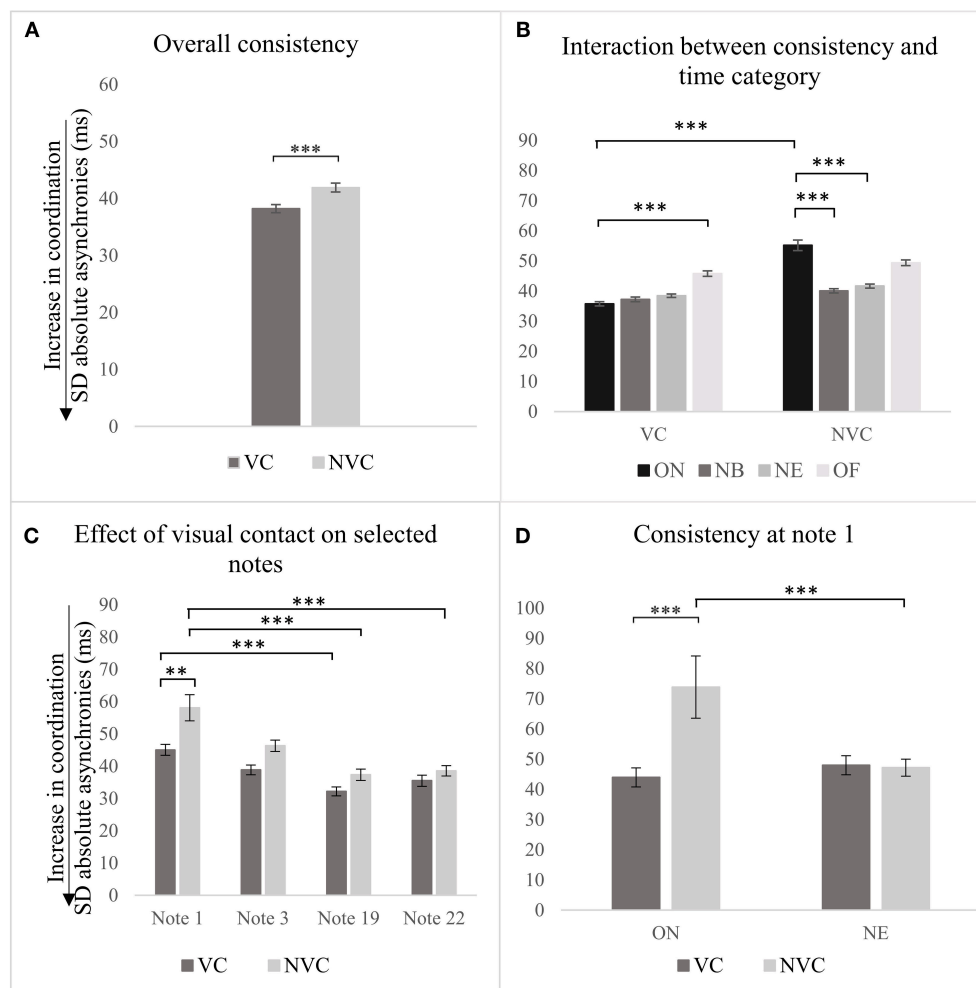 A
Overall consistency
Increase in coordination
SD absolute asynchronies (ms)
60
50
40
30
20
10
0
***
VC NVC
B
Interaction between consistency and
time category
90
80
70
60
50
40
30
20
10
0
***
***
***
***
VC NVC
ON NB NE OF
C
Effect of visual contact on selected
notes
Increase in coordination
SD absolute asynchronies (ms)
90
80
70
60
50
40
30
20
10
0
***
***
***
**
Note 1 Note 3 Note 19 Note 22
VC NVC
D
Consistency at note 1
100
90
80
70
60
50
40
30
20
10
0
***
***
ON NE
VC NVC